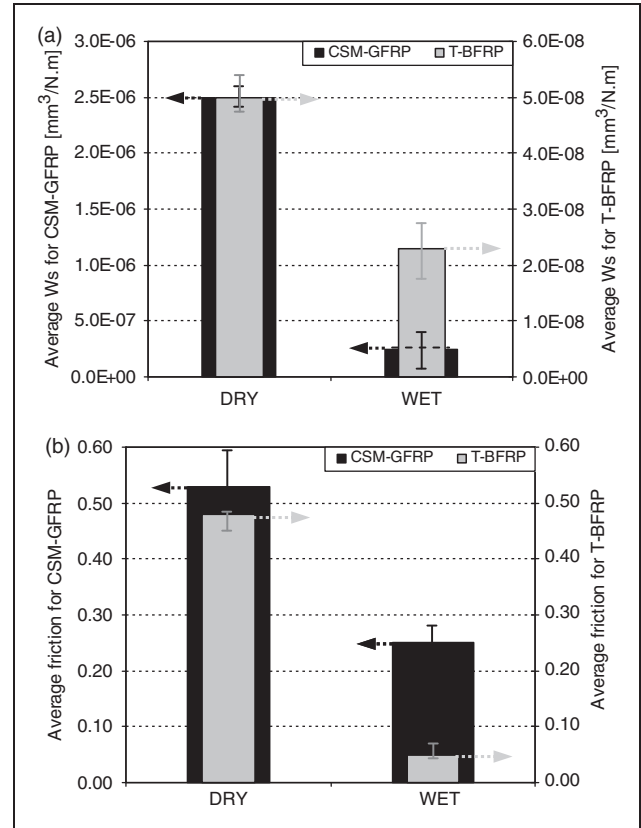 (a)
CSM-GFRP T-BFRP
Average Ws for CSM-GFRP [mm³/N.m]
3.0E-06
2.5E-06
2.0E-06
1.5E-06
1.0E-06
5.0E-07
0.0E+00
6.0E-08
5.0E-08
4.0E-08
3.0E-08
2.0E-08
1.0E-08
0.0E+00
Average Ws for T-BFRP [mm³/N.m]
DRY WET
(b)
CSM-GFRP T-BFRP
Average friction for CSM-GFRP
0.60
0.50
0.40
0.30
0.20
0.10
0.00
0.60
0.50
0.40
0.30
0.20
0.10
0.00
Average friction for T-BFRP
DRY WET